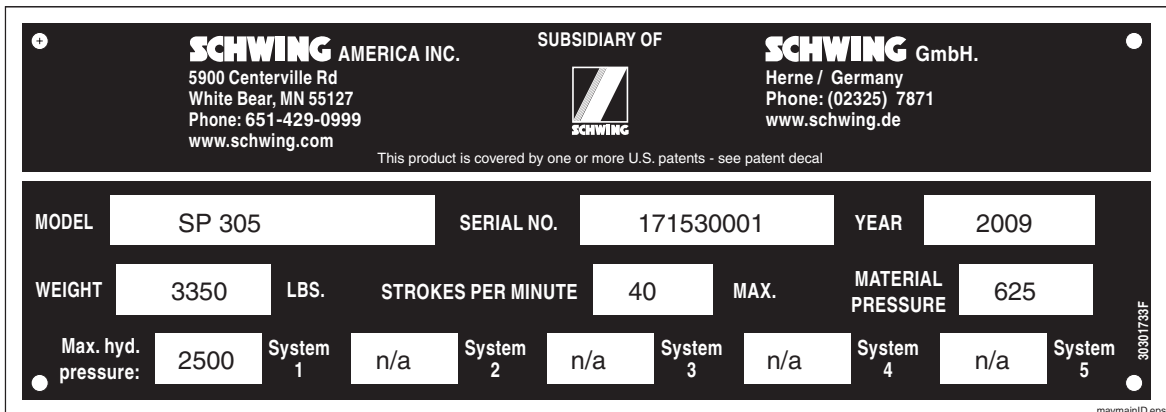 SCHWING AMERICA INC.
5900 Centerville Rd
White Bear, MN 55127
Phone: 651-429-0999
www.schwing.com
SUBSIDIARY OF
SCHWING
SCHWING GmbH.
Herne / Germany
Phone: (02325) 7871
www.schwing.de
This product is covered by one or more U.S. patents - see patent decal
MODEL SP 305 SERIAL NO. 171530001 YEAR 2009
WEIGHT 3350 LBS. STROKES PER MINUTE 40 MAX. MATERIAL PRESSURE 625
Max. hyd. pressure: 2500 System 1 n/a System 2 n/a System 3 n/a System 4 n/a System 5
30301733F
maymainID.eps